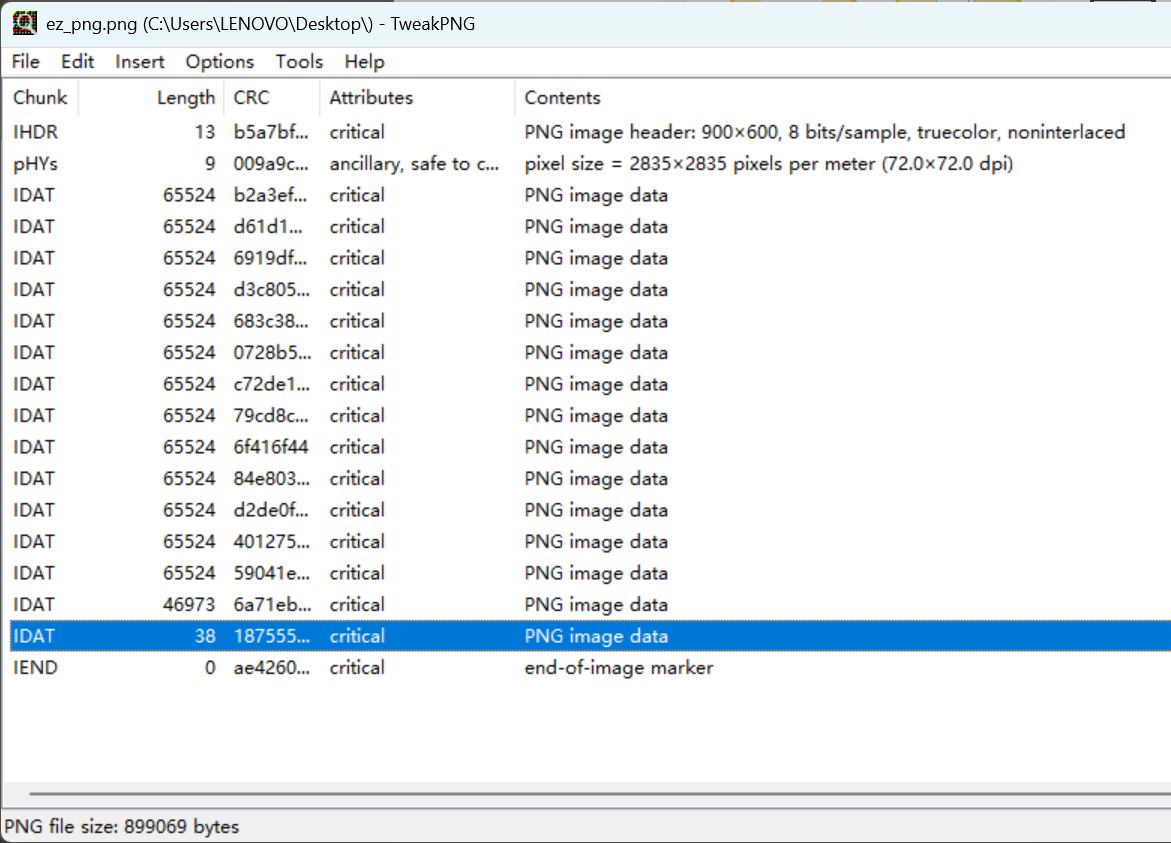 ez_png.png (C:\Users\LENOVO\Desktop\) - TweakPNG
File Edit Insert Options Tools Help
Chunk Length CRC Attributes Contents
IHDR 13 b5a7bf... critical PNG image header: 900×600, 8 bits/sample, truecolor, noninterlaced
pHYs 9 009a9c... ancillary, safe to c... pixel size = 2835×2835 pixels per meter (72.0×72.0 dpi)
IDAT 65524 b2a3ef... critical PNG image data
IDAT 65524 d61d1... critical PNG image data
IDAT 65524 6919df... critical PNG image data
IDAT 65524 d3c805... critical PNG image data
IDAT 65524 683c38... critical PNG image data
IDAT 65524 0728b5... critical PNG image data
IDAT 65524 c72de1... critical PNG image data
IDAT 65524 79cd8c... critical PNG image data
IDAT 65524 6f416f44 critical PNG image data
IDAT 65524 84e803... critical PNG image data
IDAT 65524 d2de0f... critical PNG image data
IDAT 65524 401275... critical PNG image data
IDAT 65524 59041e... critical PNG image data
IDAT 46973 6a71eb... critical PNG image data
IDAT 38 187555... critical PNG image data
IEND 0 ae4260... critical end-of-image marker
PNG file size: 899069 bytes